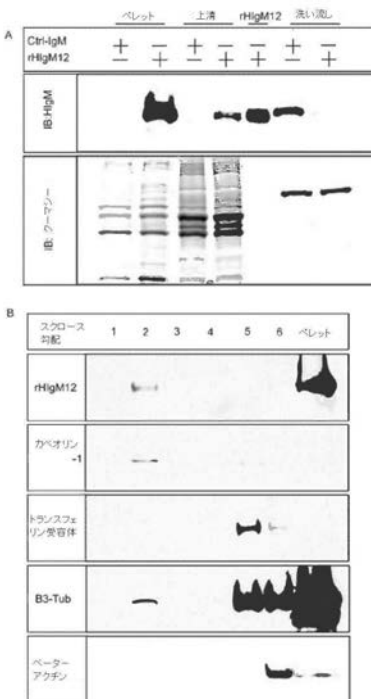 A
ペレット 上清 rHIgM12 洗い流し
Ctrl-IgM + − + − + −
rHIgM12 − + − + + − +
IB:HIgM
IB: クーマシー
B
スクロース
勾配
1 2 3 4 5 6 ペレット
rHIgM12
カベオリン
-1
トランスフェ
リン受容体
B3-Tub
ベーター
アクチン